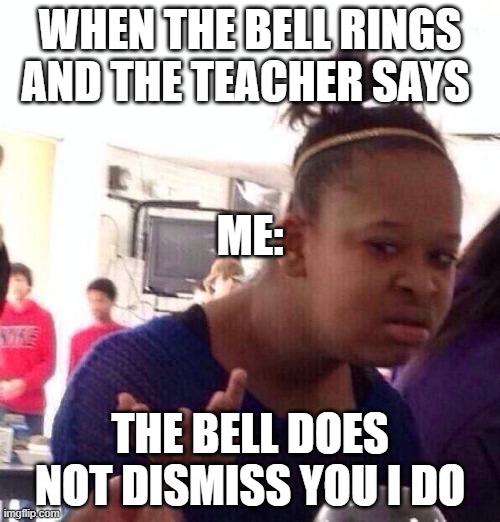 WHEN THE BELL RINGS
AND THE TEACHER SAYS
ME:
THE BELL DOES
NOT DISMISS YOU I DO
imgflip.com